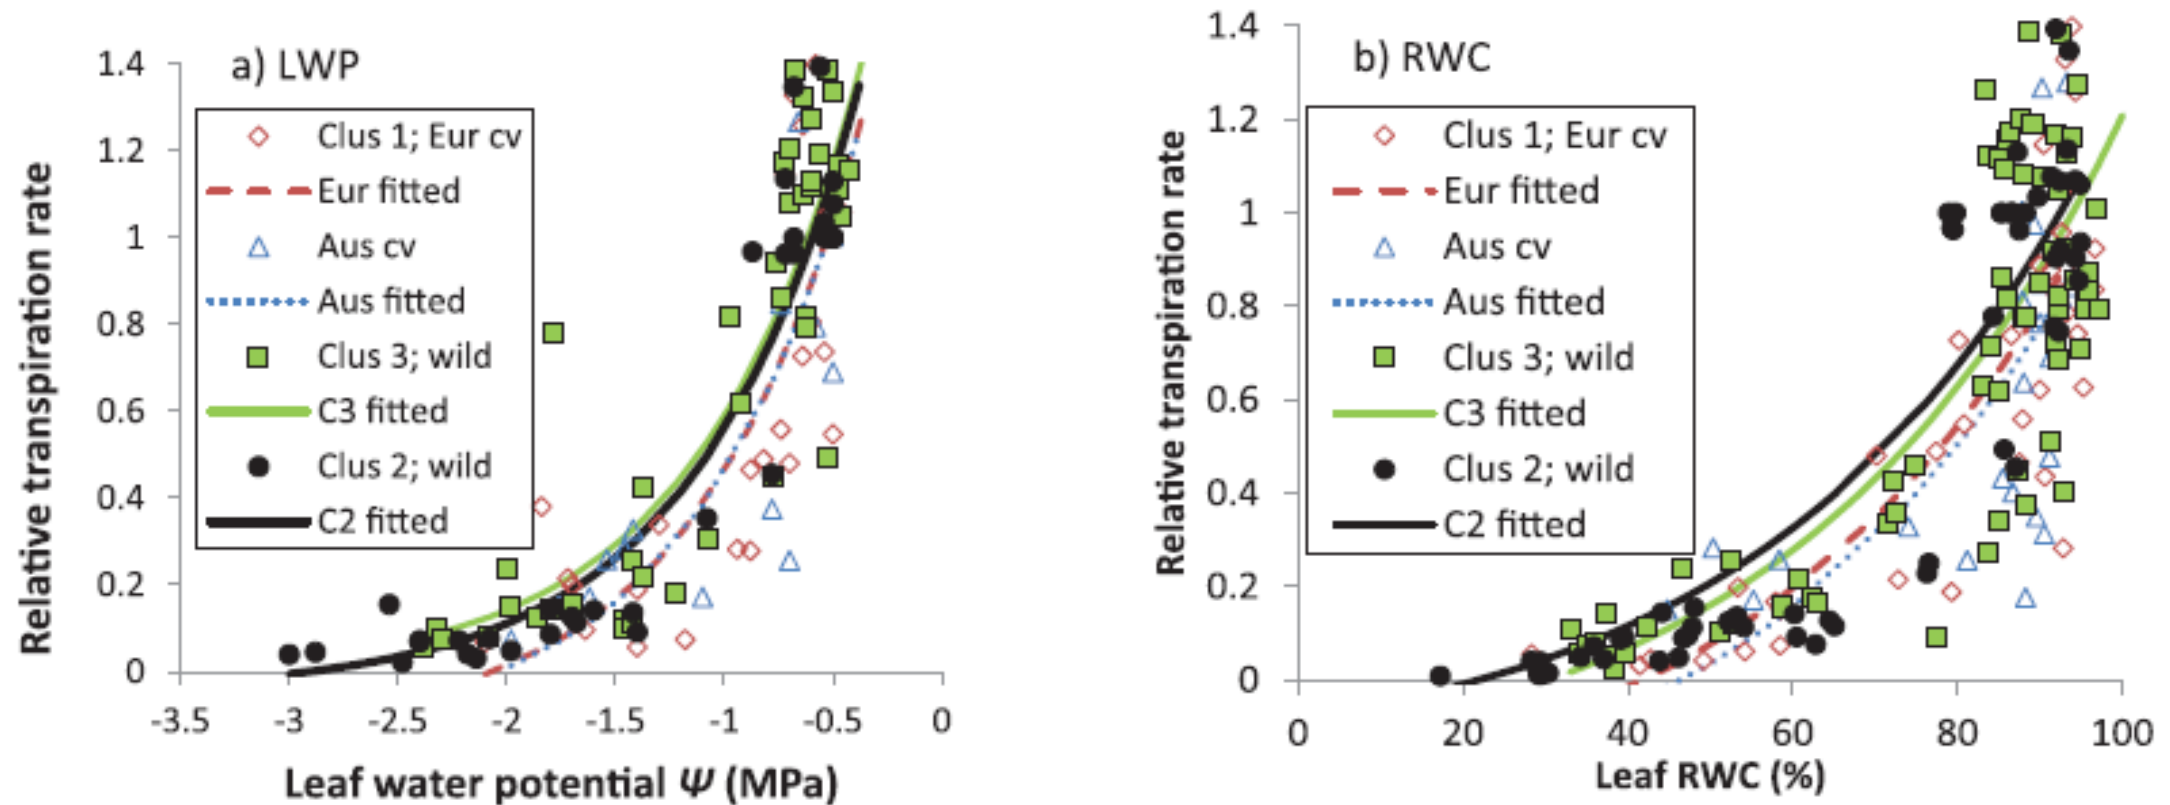 a) LWP
Relative transpiration rate
1.4
1.2
1
0.8
0.6
0.4
0.2
0
Clus 1; Eur cv
Eur fitted
Aus cv
Aus fitted
Clus 3; wild
C3 fitted
Clus 2; wild
C2 fitted
-3.5 -3 -2.5 -2 -1.5 -1 -0.5 0
Leaf water potential Ψ (MPa)
b) RWC
Relative transpiration rate
1.4
1.2
1
0.8
0.6
0.4
0.2
0
Clus 1; Eur cv
Eur fitted
Aus cv
Aus fitted
Clus 3; wild
C3 fitted
Clus 2; wild
C2 fitted
0 20 40 60 80 100
Leaf RWC (%)